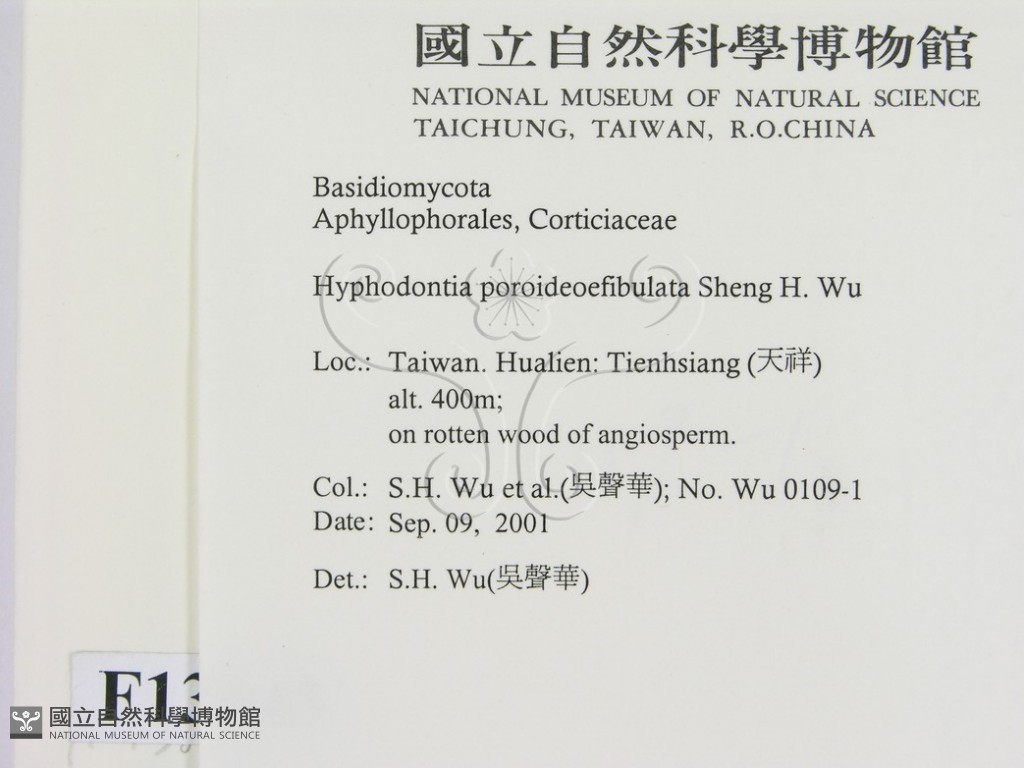 國立自然科學博物館
NATIONAL MUSEUM OF NATURAL SCIENCE
TAICHUNG, TAIWAN, R.O.CHINA
Basidiomycota
Aphyllophorales, Corticiaceae
Hyphodontia poroideoefibulata Sheng H. Wu
Loc.: Taiwan. Hualien: Tienhsiang (天祥)
alt. 400m;
on rotten wood of angiosperm.
Col.: S.H. Wu et al.(吳聲華); No. Wu 0109-1
Date: Sep. 09, 2001
Det.: S.H. Wu(吳聲華)
國立自然科學博物館
NATIONAL MUSEUM OF NATURAL SCIENCE